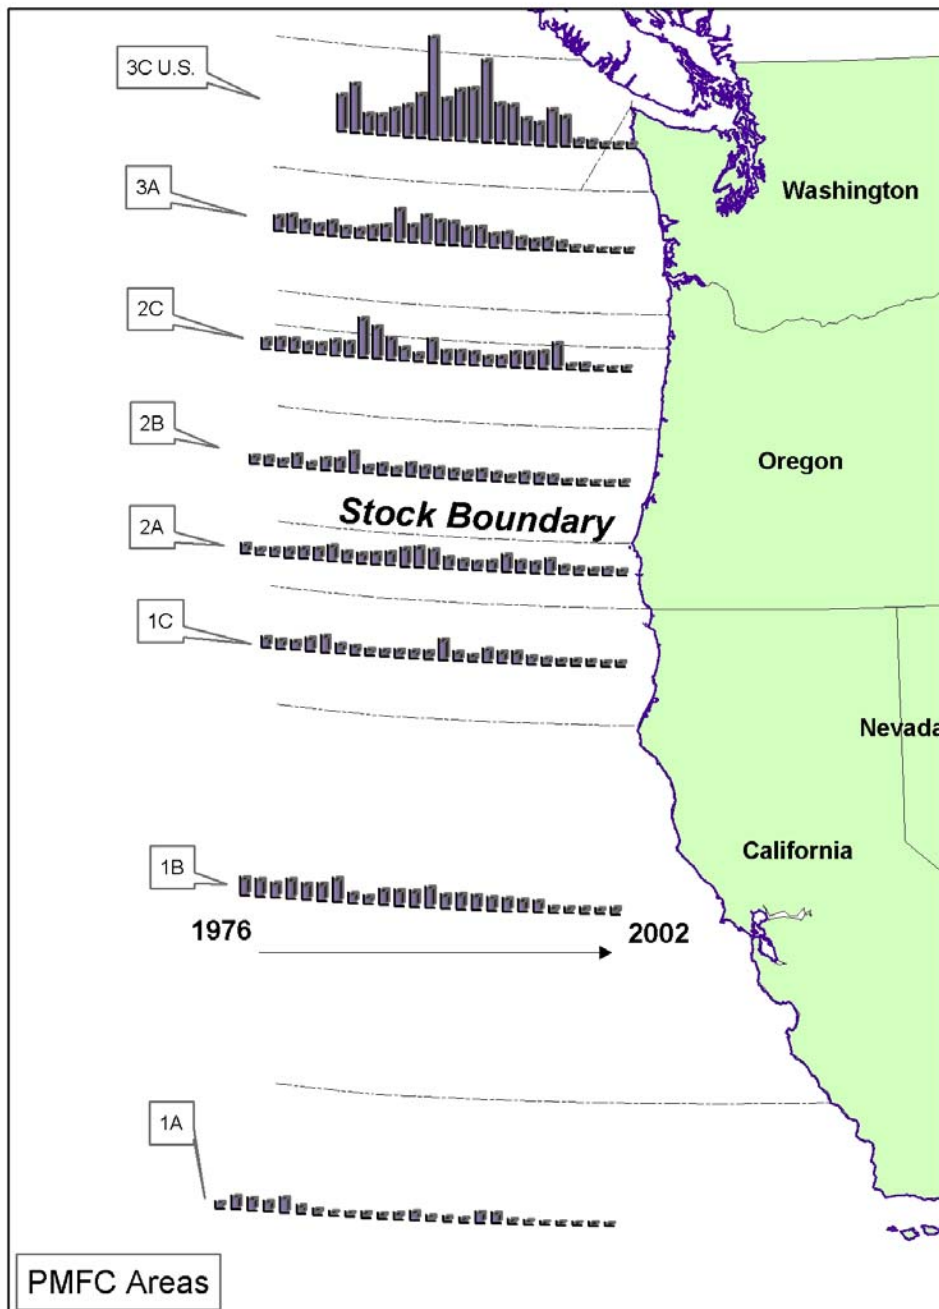 3C U.S.
3A
Washington
2C
2B
Oregon
Stock Boundary
2A
1C
Nevada
California
1B
1976
2002
1A
PMFC Areas